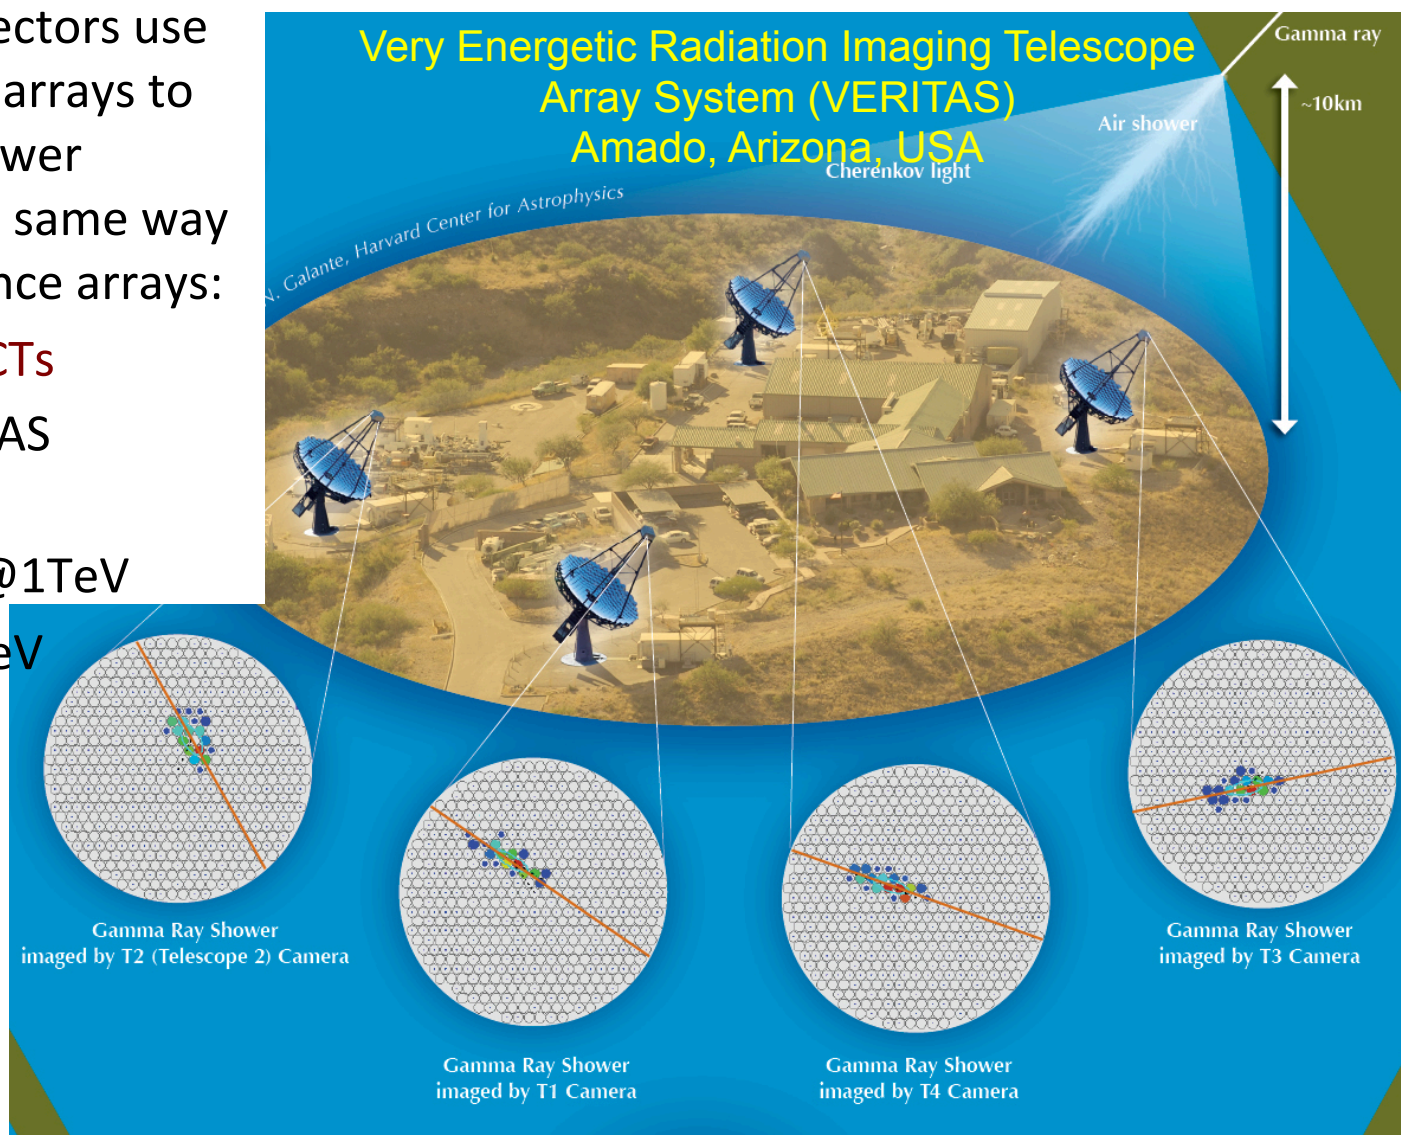 ectors use
arrays to
wer
same way
nce arrays:
CTs
AS
@1TeV
eV
Very Energetic Radiation Imaging Telescope
Array System (VERITAS)
Amado, Arizona, USA
Gamma ray
~10km
Air shower
Cherenkov light
N. Galante, Harvard Center for Astrophysics
Gamma Ray Shower
imaged by T2 (Telescope 2) Camera
Gamma Ray Shower
imaged by T1 Camera
Gamma Ray Shower
imaged by T4 Camera
Gamma Ray Shower
imaged by T3 Camera